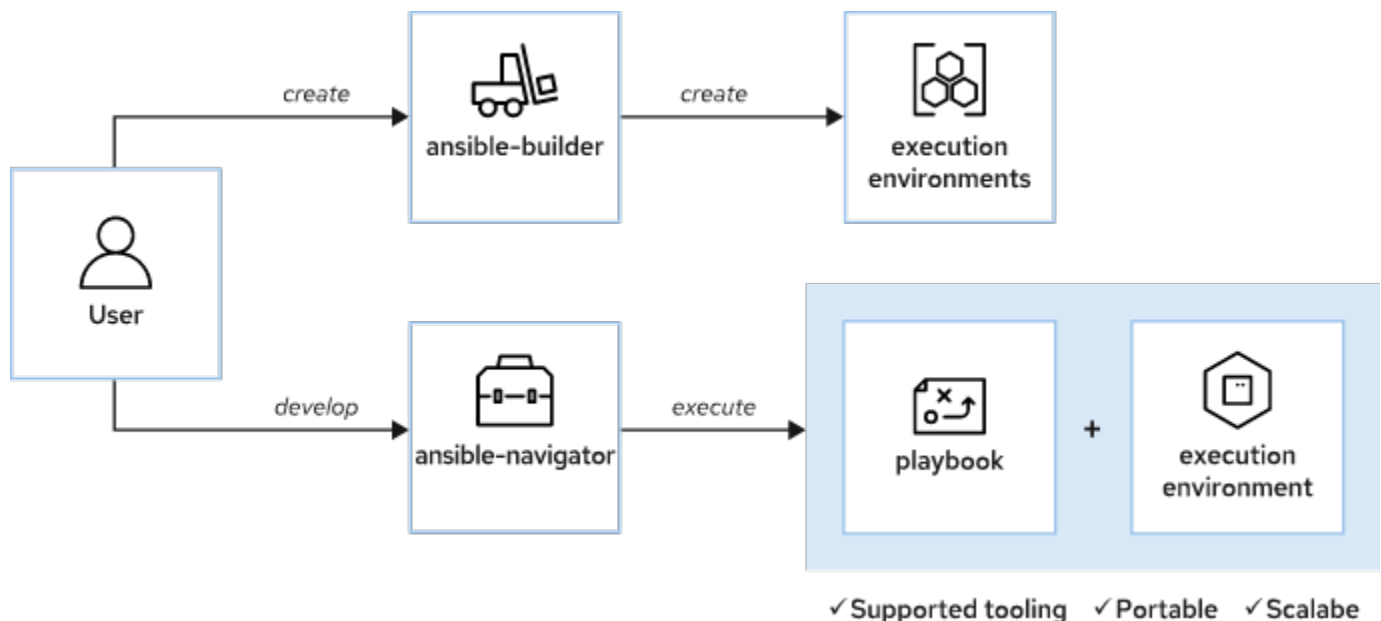 create
create
ansible-builder
execution
environments
User
develop
execute
ansible-navigator
playbook
+
execution
environment
✓Supported tooling ✓Portable ✓Scalabe